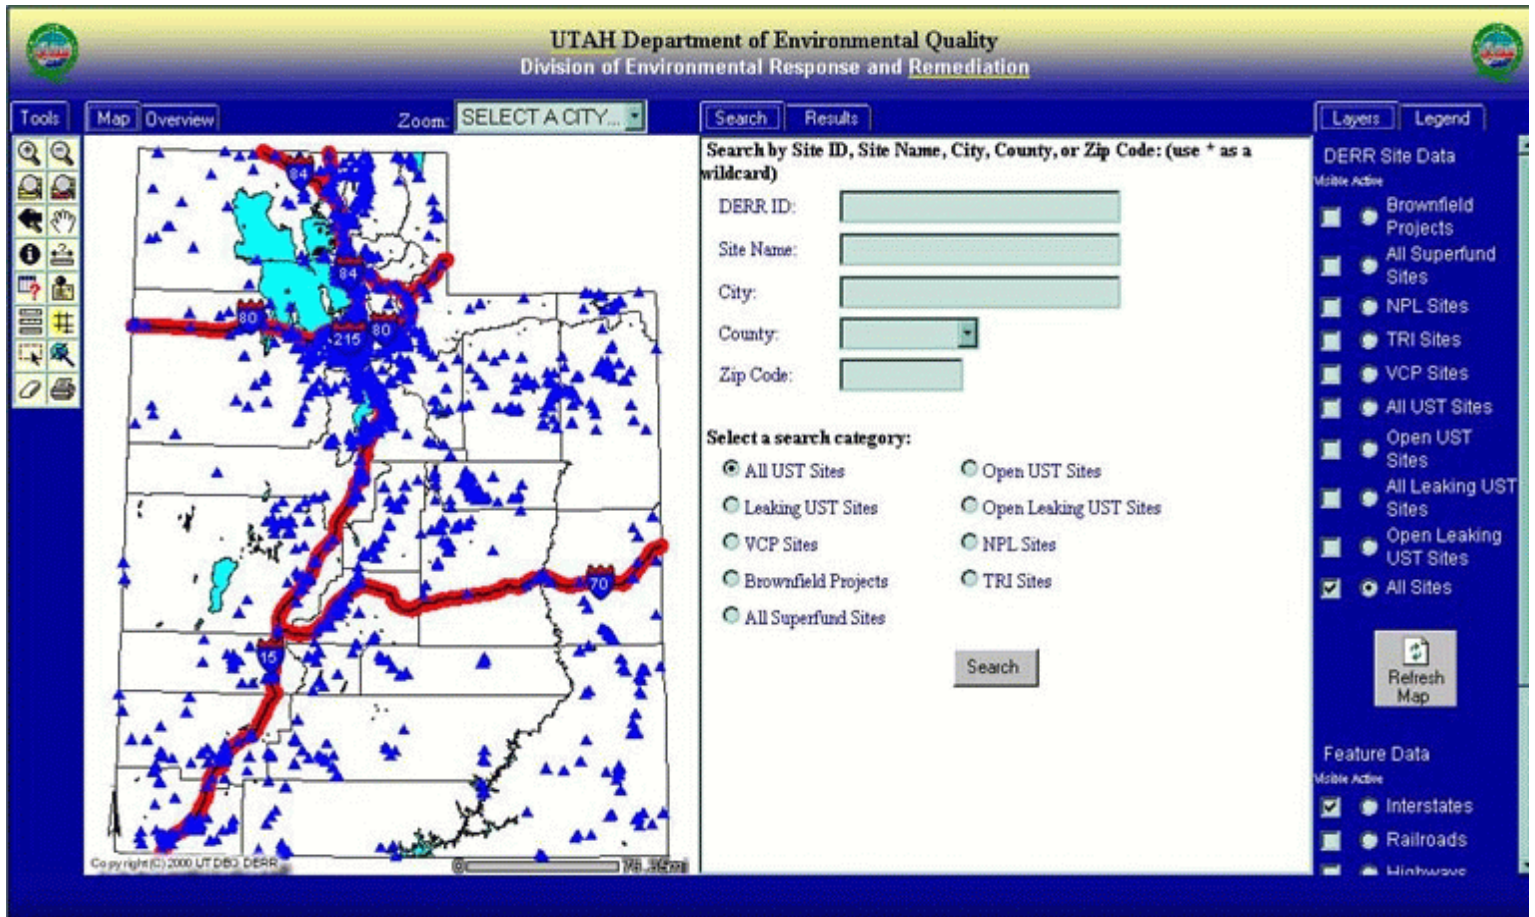 UTAH Department of Environmental Quality
Division of Environmental Response and Remediation
Tools
Map
Overview
Zoom:
SELECT A CITY...
Search
Results
Layers
Legend
84
84
80
80
215
70
15
Copyright (C) 2000 UT DEQ DERR
0
Search by Site ID, Site Name, City, County, or Zip Code: (use * as a
wildcard)
DERR ID:
Site Name:
City:
County:
Zip Code:
Select a search category:
All UST Sites
Open UST Sites
Leaking UST Sites
Open Leaking UST Sites
VCP Sites
NPL Sites
Brownfield Projects
TRI Sites
All Superfund Sites
Search
DERR Site Data
Visible Active
Brownfield
Projects
All Superfund
Sites
NPL Sites
TRI Sites
VCP Sites
All UST Sites
Open UST
Sites
All Leaking UST
Sites
Open Leaking
UST Sites
All Sites
Refresh
Map
Feature Data
Visible Active
Interstates
Railroads
Highways